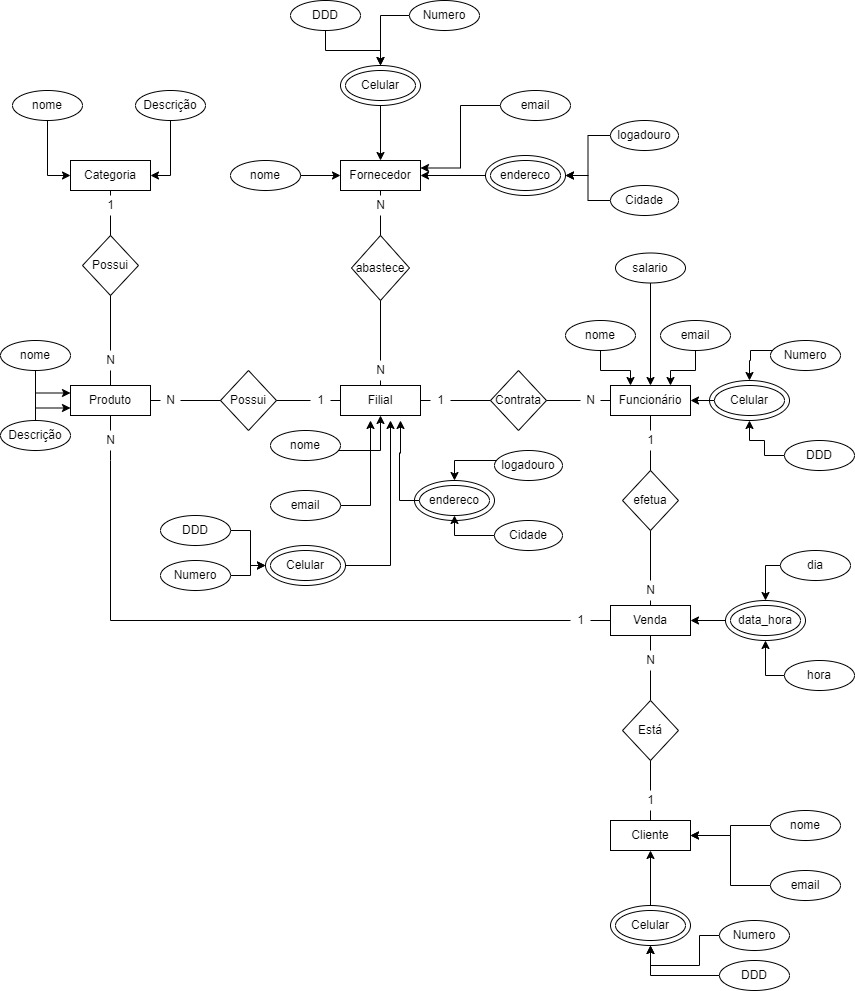 DDD
Numero
Celular
nome
Descrição
email
logadouro
Categoria
nome
Fornecedor
endereco
Cidade
1
N
Possui
abastece
salario
nome
email
nome
Numero
N
N
Produto
N
Possui
1
Filial
1
Contrata
N
Funcionário
Celular
Descrição
N
nome
1
DDD
logadouro
email
endereco
efetua
DDD
Cidade
Celular
Numero
dia
N
1
Venda
data_hora
N
hora
Está
1
Cliente
nome
email
Celular
Numero
DDD